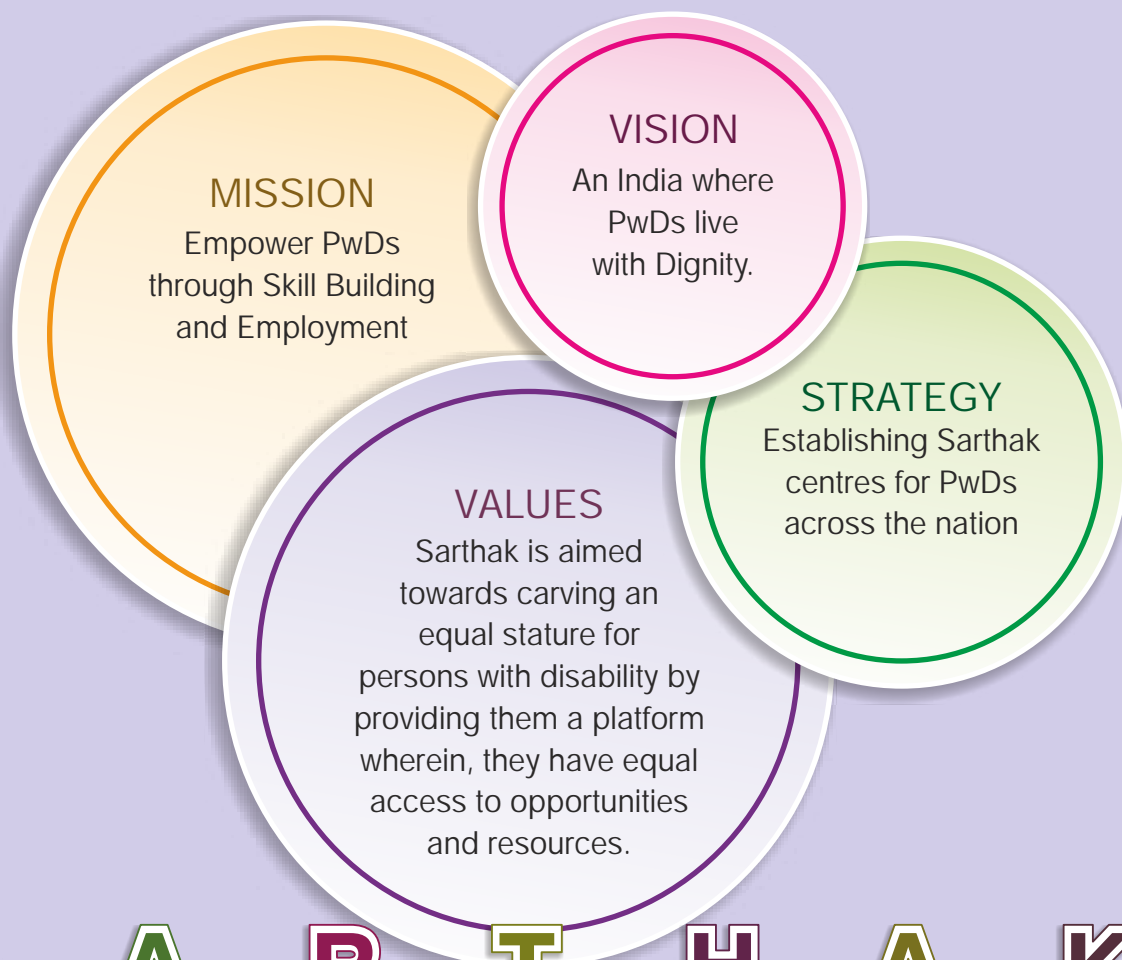 MISSION
Empower PwDs
through Skill Building
and Employment
VISION
An India where
PwDs live
with Dignity.
STRATEGY
Establishing Sarthak
centres for PwDs
across the nation
VALUES
Sarthak is aimed
towards carving an
equal stature for
persons with disability by
providing them a platform
wherein, they have equal
access to opportunities
and resources.
A R T H A K